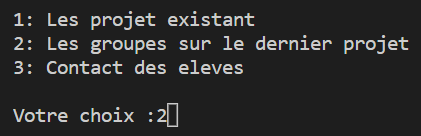 1: Les projet existant
2: Les groupes sur le dernier projet
3: Contact des eleves
Votre choix :2